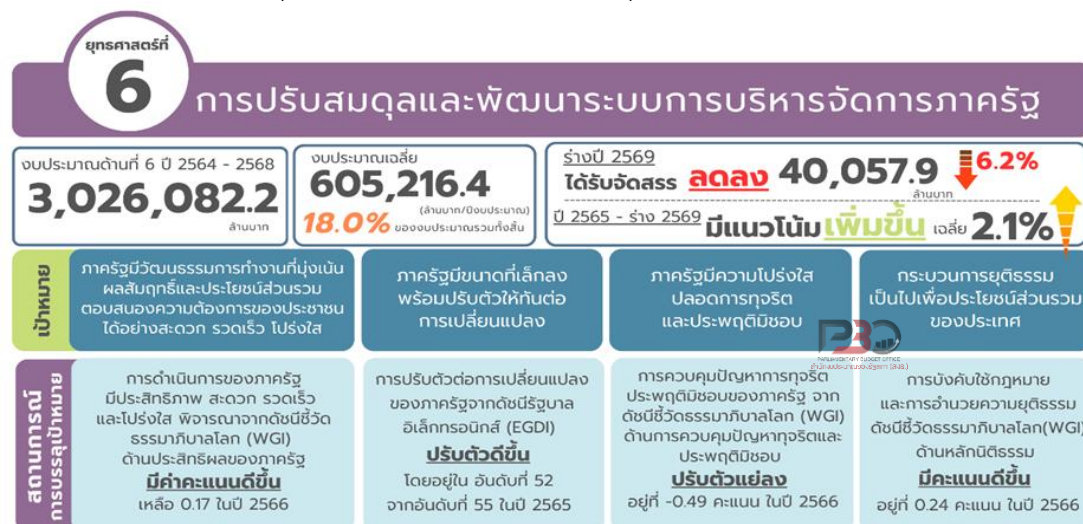 ยุทธศาสตร์ที่
6
การปรับสมดุลและพัฒนาระบบการบริหารจัดการภาครัฐ
งบประมาณด้านที่ 6 ปี 2564 - 2568
3,026,082.2
ล้านบาท
งบประมาณเฉลี่ย
605,216.4
(ล้านบาท/ปีงบประมาณ)
18.0% ของงบประมาณรวมทั้งสิ้น
ร่างปี 2569
ได้รับจัดสรร ลดลง 40,057.9 6.2%
ล้านบาท
ปี 2565 - ร่าง 2569 มีแนวโน้มเพิ่มขึ้น เฉลี่ย 2.1%
เป้าหมาย
ภาครัฐมีวัฒนธรรมการทำงานที่มุ่งเน้น
ผลสัมฤทธิ์และประโยชน์ส่วนรวม
ตอบสนองความต้องการของประชาชน
ได้อย่างสะดวก รวดเร็ว โปร่งใส
ภาครัฐมีขนาดที่เล็กลง
พร้อมปรับตัวให้ทันต่อ
การเปลี่ยนแปลง
ภาครัฐมีความโปร่งใส
ปลอดการทุจริต
และประพฤติมิชอบ
กระบวนการยุติธรรม
เป็นไปเพื่อประโยชน์ส่วนรวม
ของประเทศ
PBO
PARLIAMENTARY BUDGET OFFICE
สถานการณ์
การบรรลุเป้าหมาย
การดำเนินการของภาครัฐ
มีประสิทธิภาพ สะดวก รวดเร็ว
และโปร่งใส พิจารณาจากดัชนีชี้วัด
ธรรมาภิบาลโลก (WGI)
ด้านประสิทธิผลของภาครัฐ
มีค่าคะแนนดีขึ้น
เหลือ 0.17 ในปี 2566
การปรับตัวต่อการเปลี่ยนแปลง
ของภาครัฐจากดัชนีรัฐบาล
อิเล็กทรอนิกส์ (EGDI)
ปรับตัวดีขึ้น
โดยอยู่ใน อันดับที่ 52
จากอันดับที่ 55 ในปี 2565
การควบคุมปัญหาการทุจริต
ประพฤติมิชอบของภาครัฐ จาก
ดัชนีชี้วัดธรรมาภิบาลโลก (WGI)
ด้านการควบคุมปัญหาทุจริตและ
ประพฤติมิชอบ
ปรับตัวแย่ลง
อยู่ที่ -0.49 คะแนน ในปี 2566
การบังคับใช้กฎหมาย
และการอำนวยความยุติธรรม
ดัชนีชี้วัดธรรมาภิบาลโลก(WGI)
ด้านหลักนิติธรรม
มีคะแนนดีขึ้น
อยู่ที่ 0.24 คะแนน ในปี 2566